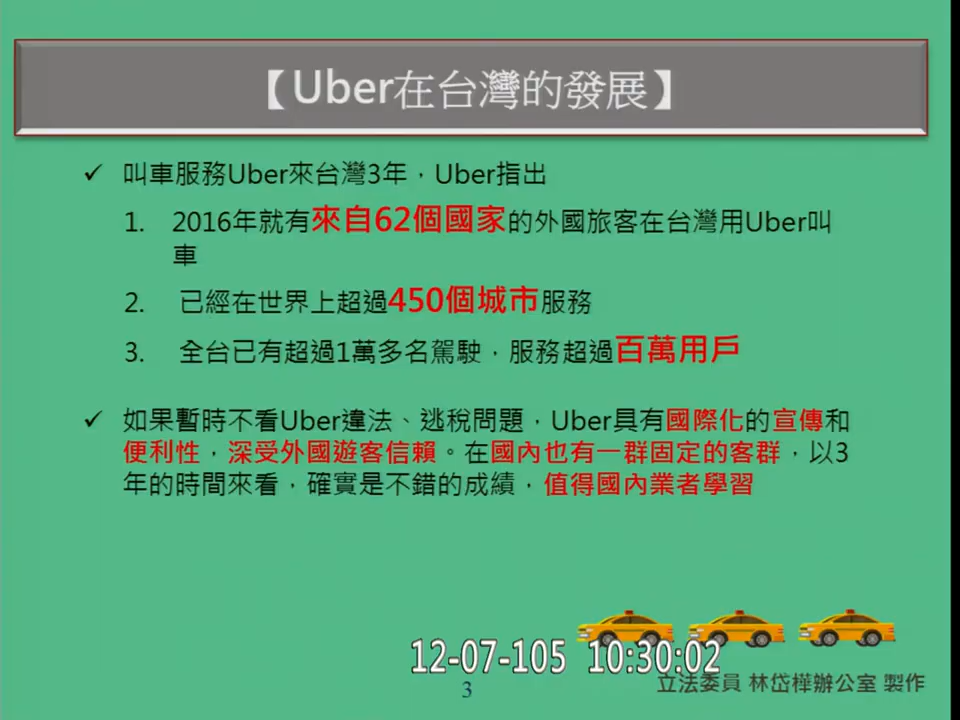 【Uber在台灣的發展】
✓ 叫車服務Uber來台灣3年，Uber指出
1. 2016年就有來自62個國家的外國旅客在台灣用Uber叫
車
2. 已經在世界上超過450個城市服務
3. 全台已有超過1萬多名駕駛，服務超過百萬用戶
✓ 如果暫時不看Uber違法、逃稅問題，Uber具有國際化的宣傳和
便利性，深受外國遊客信賴。在國內也有一群固定的客群，以3
年的時間來看，確實是不錯的成績，值得國內業者學習
12-07-105 10:30:02
3
立法委員 林岱樺辦公室 製作